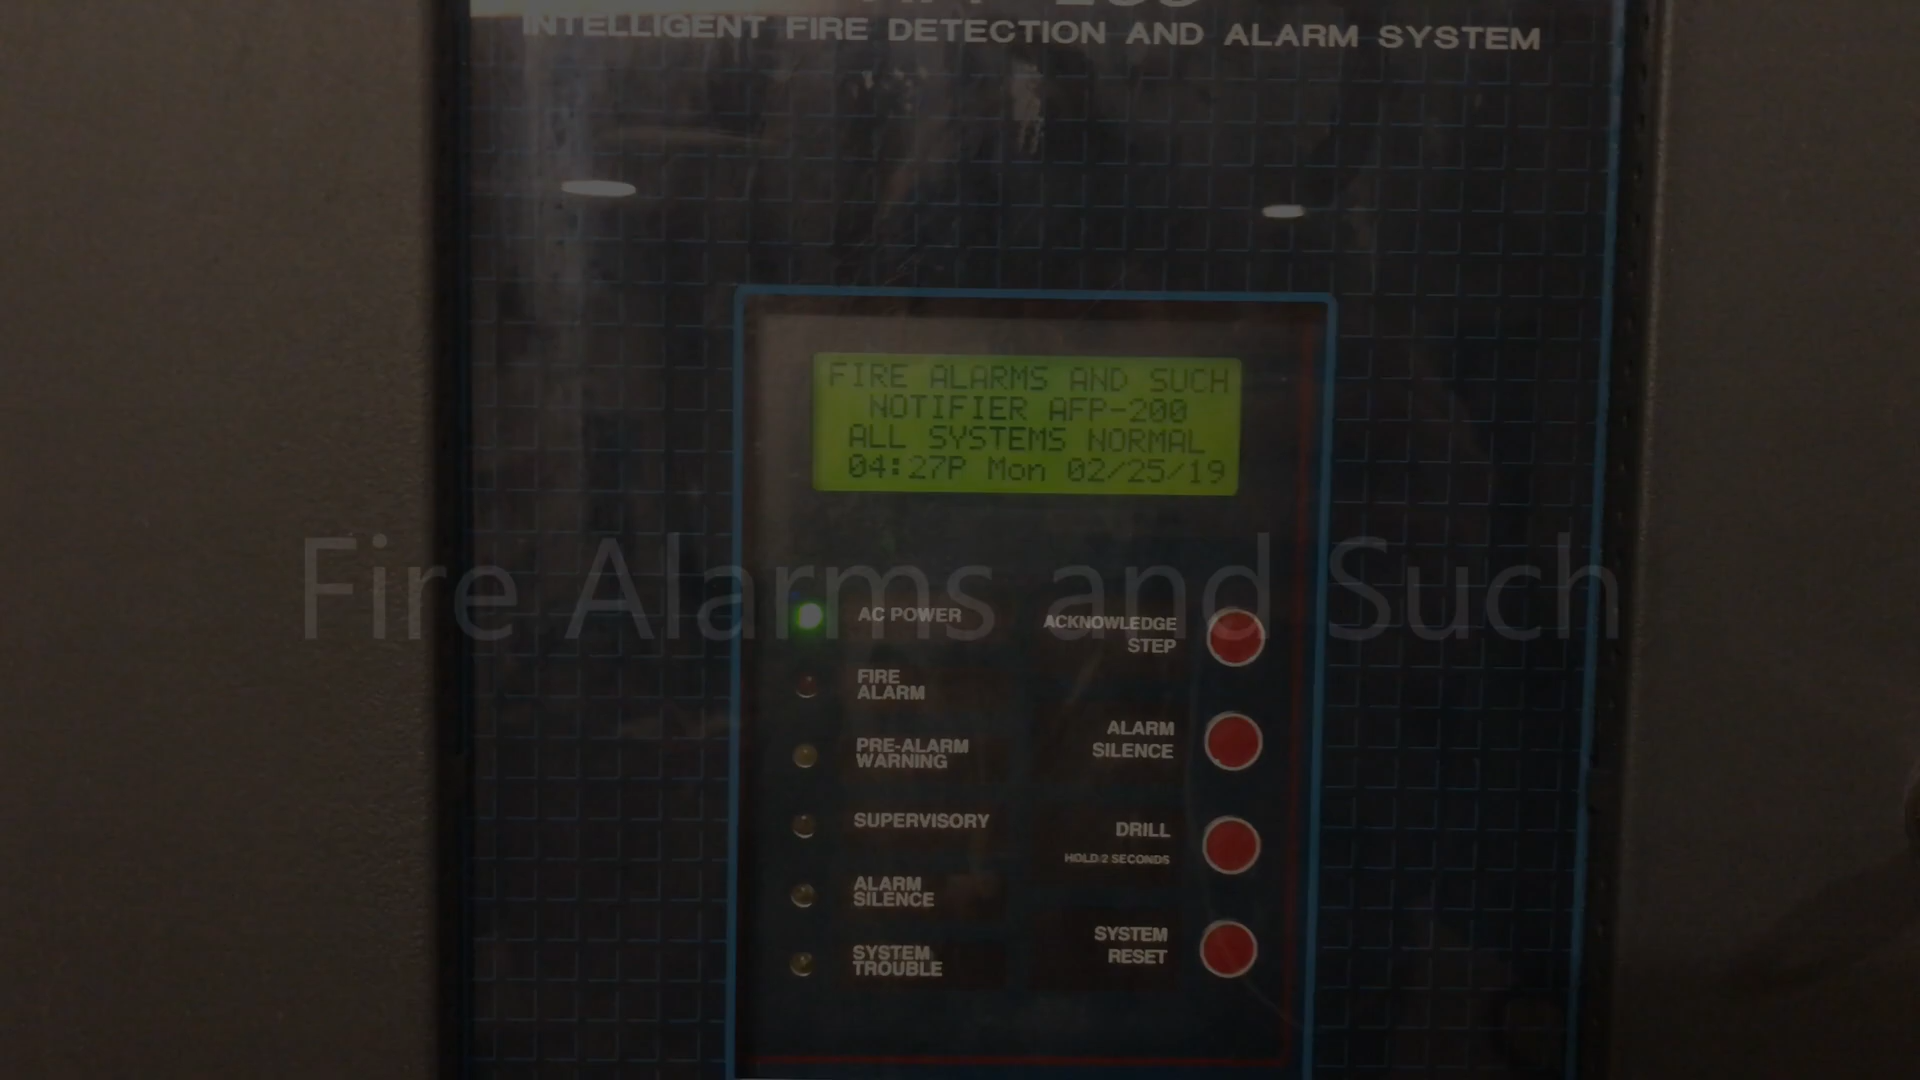 INTELLIGENT FIRE DETECTION AND ALARM SYSTEM
FIRE ALARMS AND SUCH
NOTIFIER AFP-200
ALL SYSTEMS NORMAL
04:27P Mon 02/25/19
Fire Alarms and Such
AC POWER
FIRE
ALARM
PRE-ALARM
WARNING
SUPERVISORY
ALARM
SILENCE
SYSTEM
TROUBLE
ACKNOWLEDGE
STEP
ALARM
SILENCE
DRILL
HOLD 2 SECONDS
SYSTEM
RESET